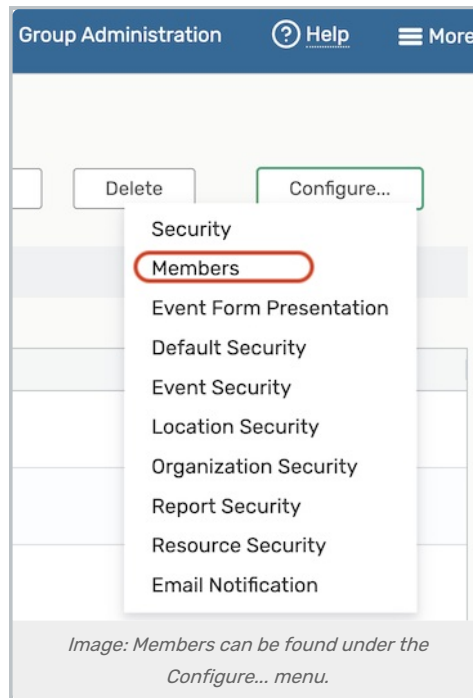 Group Administration ? Help More
Delete Configure...
Security
Members
Event Form Presentation
Default Security
Event Security
Location Security
Organization Security
Report Security
Resource Security
Email Notification
Image: Members can be found under the
Configure... menu.